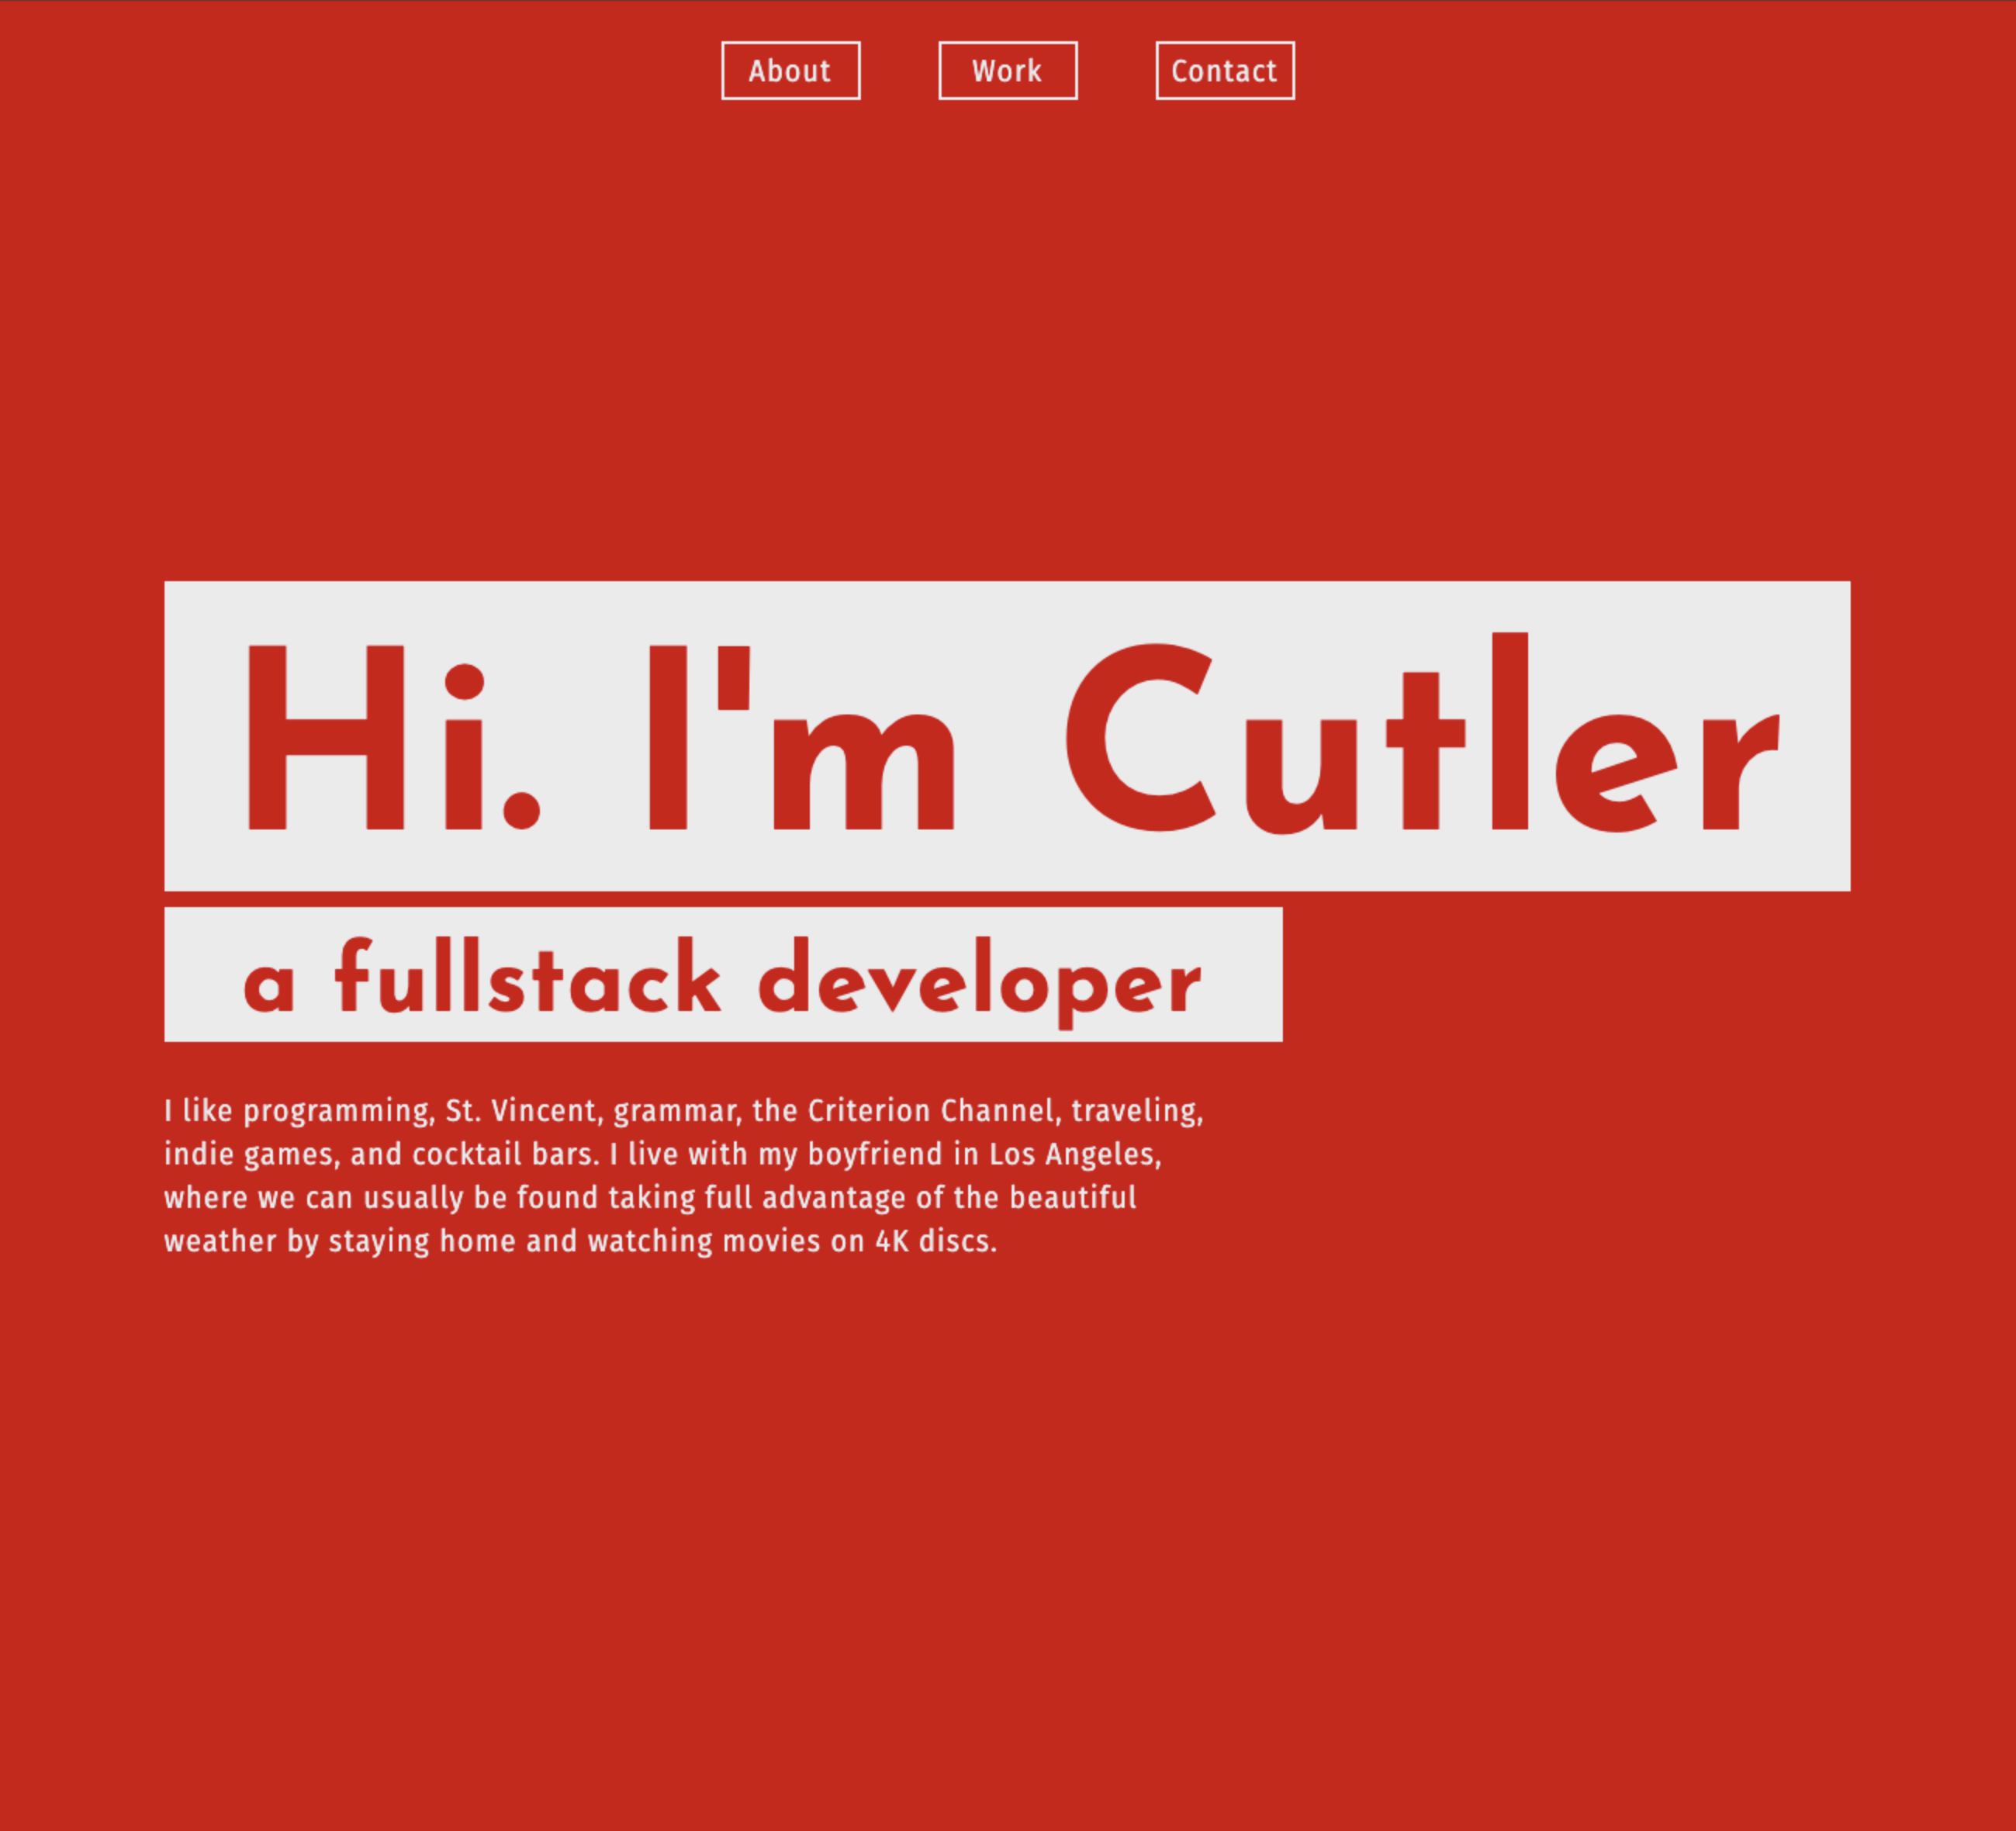 About
Work
Contact
Hi. I'm Cutler
a fullstack developer
I like programming, St. Vincent, grammar, the Criterion Channel, traveling,
indie games, and cocktail bars. I live with my boyfriend in Los Angeles,
where we can usually be found taking full advantage of the beautiful
weather by staying home and watching movies on 4K discs.